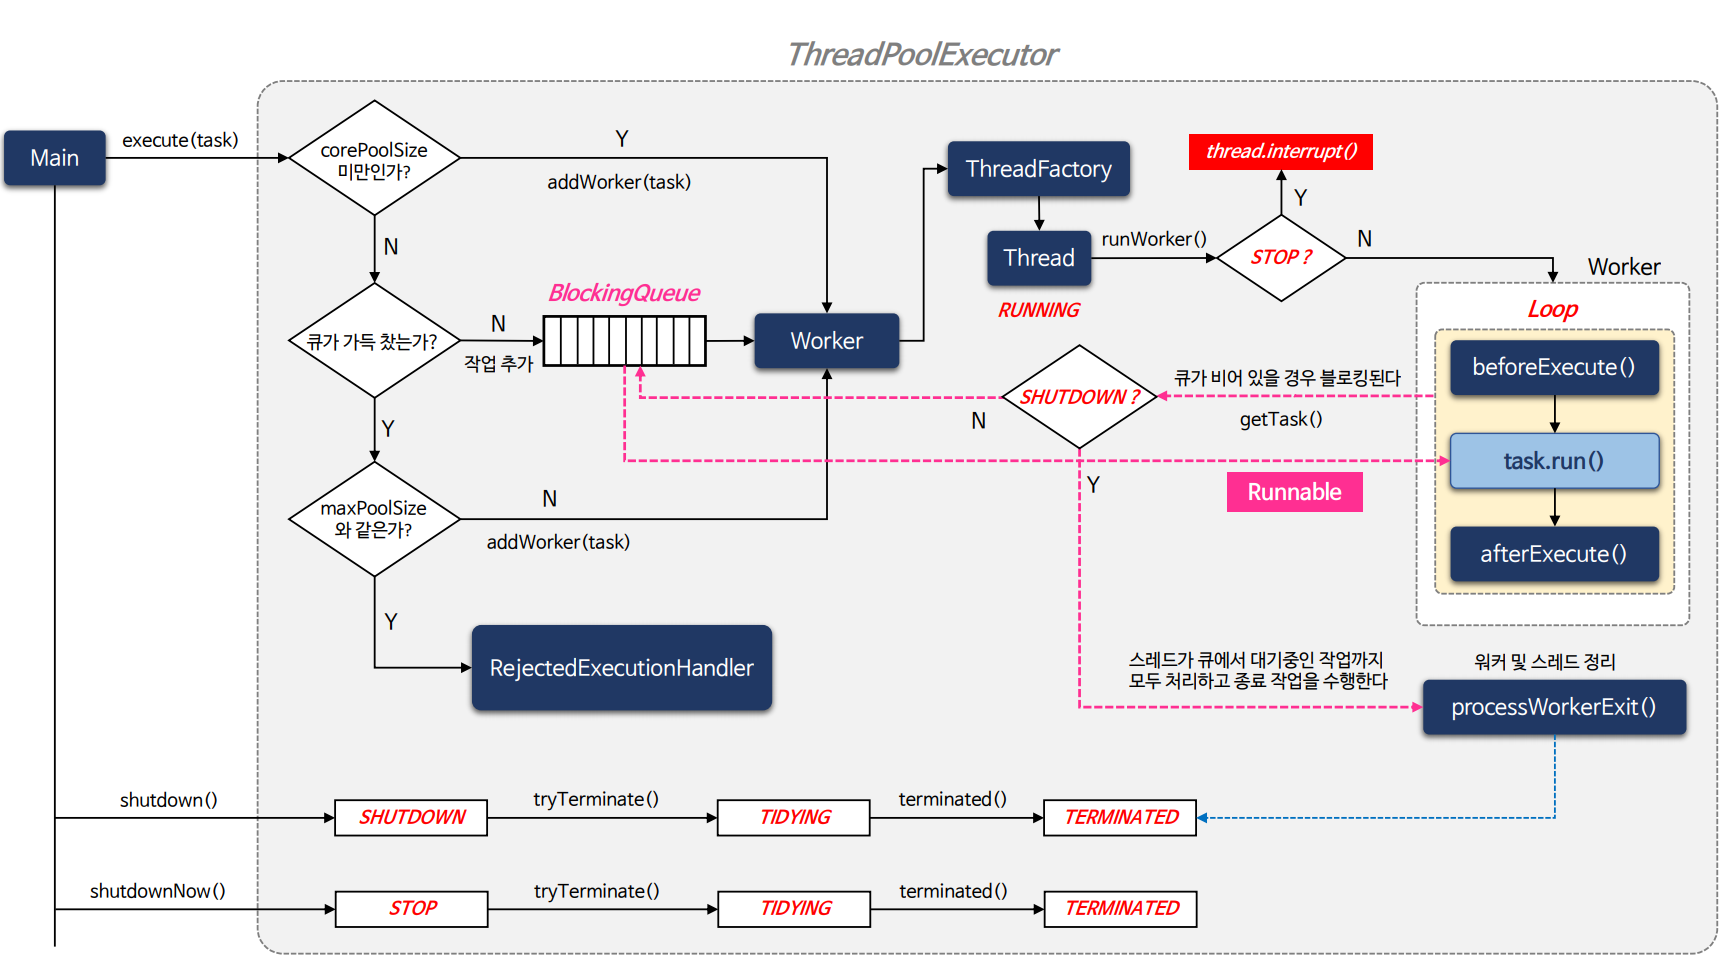 ThreadPoolExecutor
Main
execute(task)
corePoolSize
미만인가?
Y
addWorker(task)
N
큐가 가득 찼는가?
N
작업 추가
BlockingQueue
Worker
Y
maxPoolSize
와 같은가?
N
addWorker(task)
Y
RejectedExecutionHandler
ThreadFactory
Thread
RUNNING
runWorker()
thread.interrupt()
Y
STOP ?
N
Worker
Loop
beforeExecute()
task.run()
afterExecute()
큐가 비어 있을 경우 블로킹된다
getTask()
SHUTDOWN ?
N
Y
Runnable
스레드가 큐에서 대기중인 작업까지
모두 처리하고 종료 작업을 수행한다
워커 및 스레드 정리
processWorkerExit()
shutdown()
SHUTDOWN
tryTerminate()
TIDYING
terminated()
TERMINATED
shutdownNow()
STOP
tryTerminate()
TIDYING
terminated()
TERMINATED